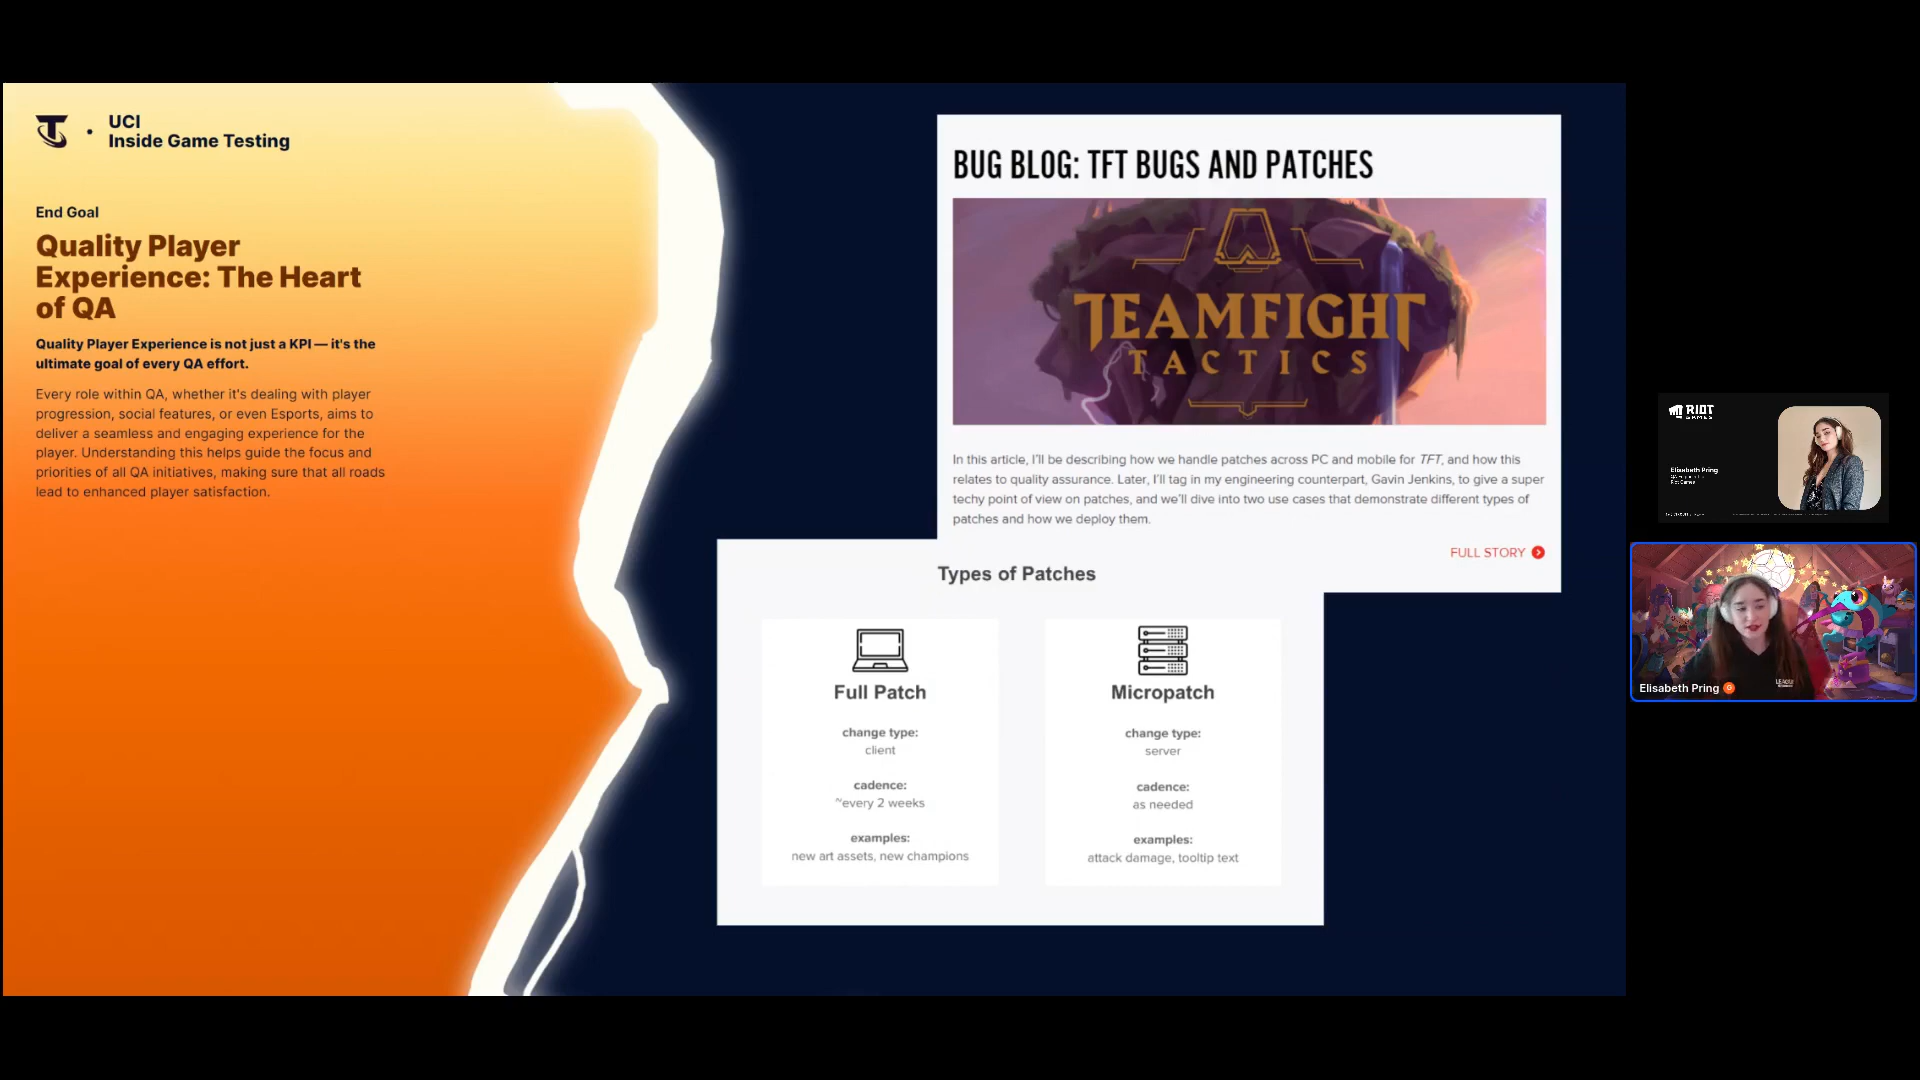 UCI
Inside Game Testing
End Goal
Quality Player
Experience: The Heart
of QA
Quality Player Experience is not just a KPI — it's the
ultimate goal of every QA effort.
Every role within QA, whether it's dealing with player
progression, social features, or even Esports, aims to
deliver a seamless and engaging experience for the
player. Understanding this helps guide the focus and
priorities of all QA initiatives, making sure that all roads
lead to enhanced player satisfaction.
BUG BLOG: TFT BUGS AND PATCHES
TEAMFIGHT
TACTICS
In this article, I'll be describing how we handle patches across PC and mobile for TFT, and how this
relates to quality assurance. Later, I'll tag in my engineering counterpart, Gavin Jenkins, to give a super
techy point of view on patches, and we'll dive into two use cases that demonstrate different types of
patches and how we deploy them.
FULL STORY
Types of Patches
Full Patch
change type:
client
cadence:
~every 2 weeks
examples:
new art assets, new champions
Micropatch
change type:
server
cadence:
as needed
examples:
attack damage, tooltip text
RIOT
GAMES
Elisabeth Pring
Riot Games
Elisabeth Pring